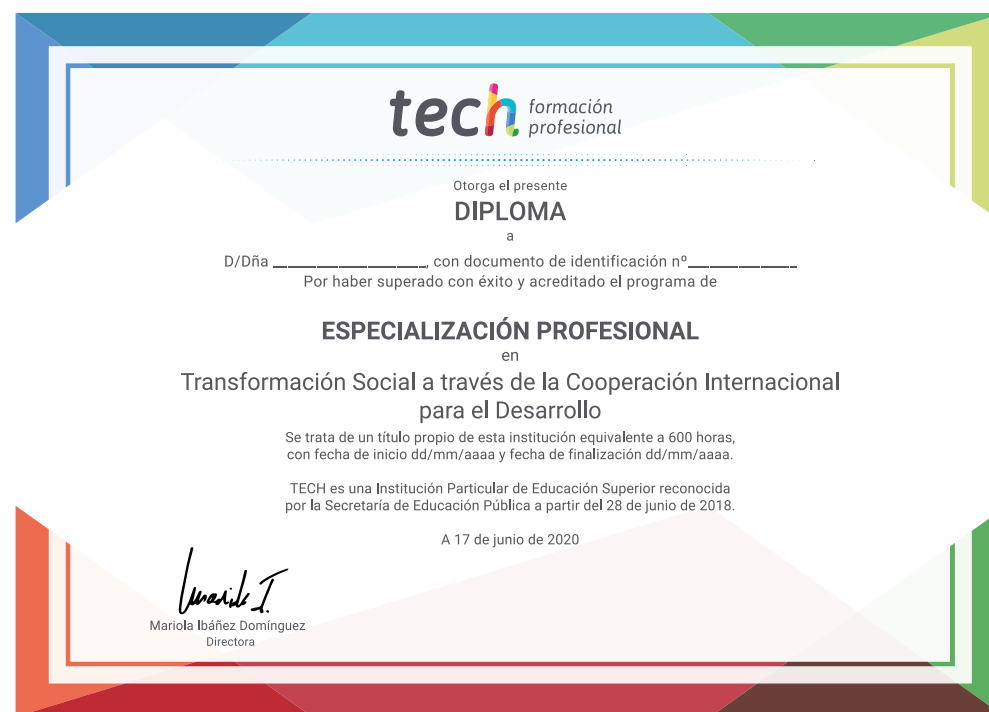 tech formación
profesional
Otorga el presente
DIPLOMA
a
D/Dña ____________________, con documento de identificación nº______________
Por haber superado con éxito y acreditado el programa de
ESPECIALIZACIÓN PROFESIONAL
en
Transformación Social a través de la Cooperación Internacional
para el Desarrollo
Se trata de un título propio de esta institución equivalente a 600 horas,
con fecha de inicio dd/mm/aaaa y fecha de finalización dd/mm/aaaa.
TECH es una Institución Particular de Educación Superior reconocida
por la Secretaría de Educación Pública a partir del 28 de junio de 2018.
A 17 de junio de 2020
Mariola Ibáñez Domínguez
Directora